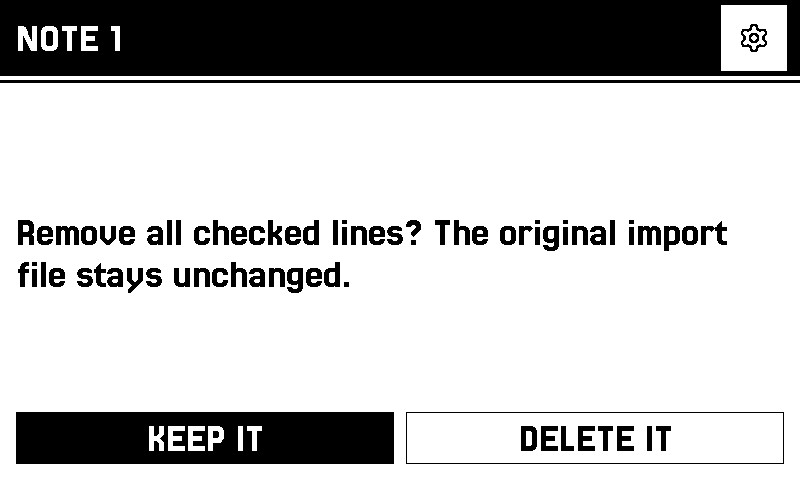 NOTE 1
Remove all checked lines? The original import
file stays unchanged.
KEEP IT
DELETE IT